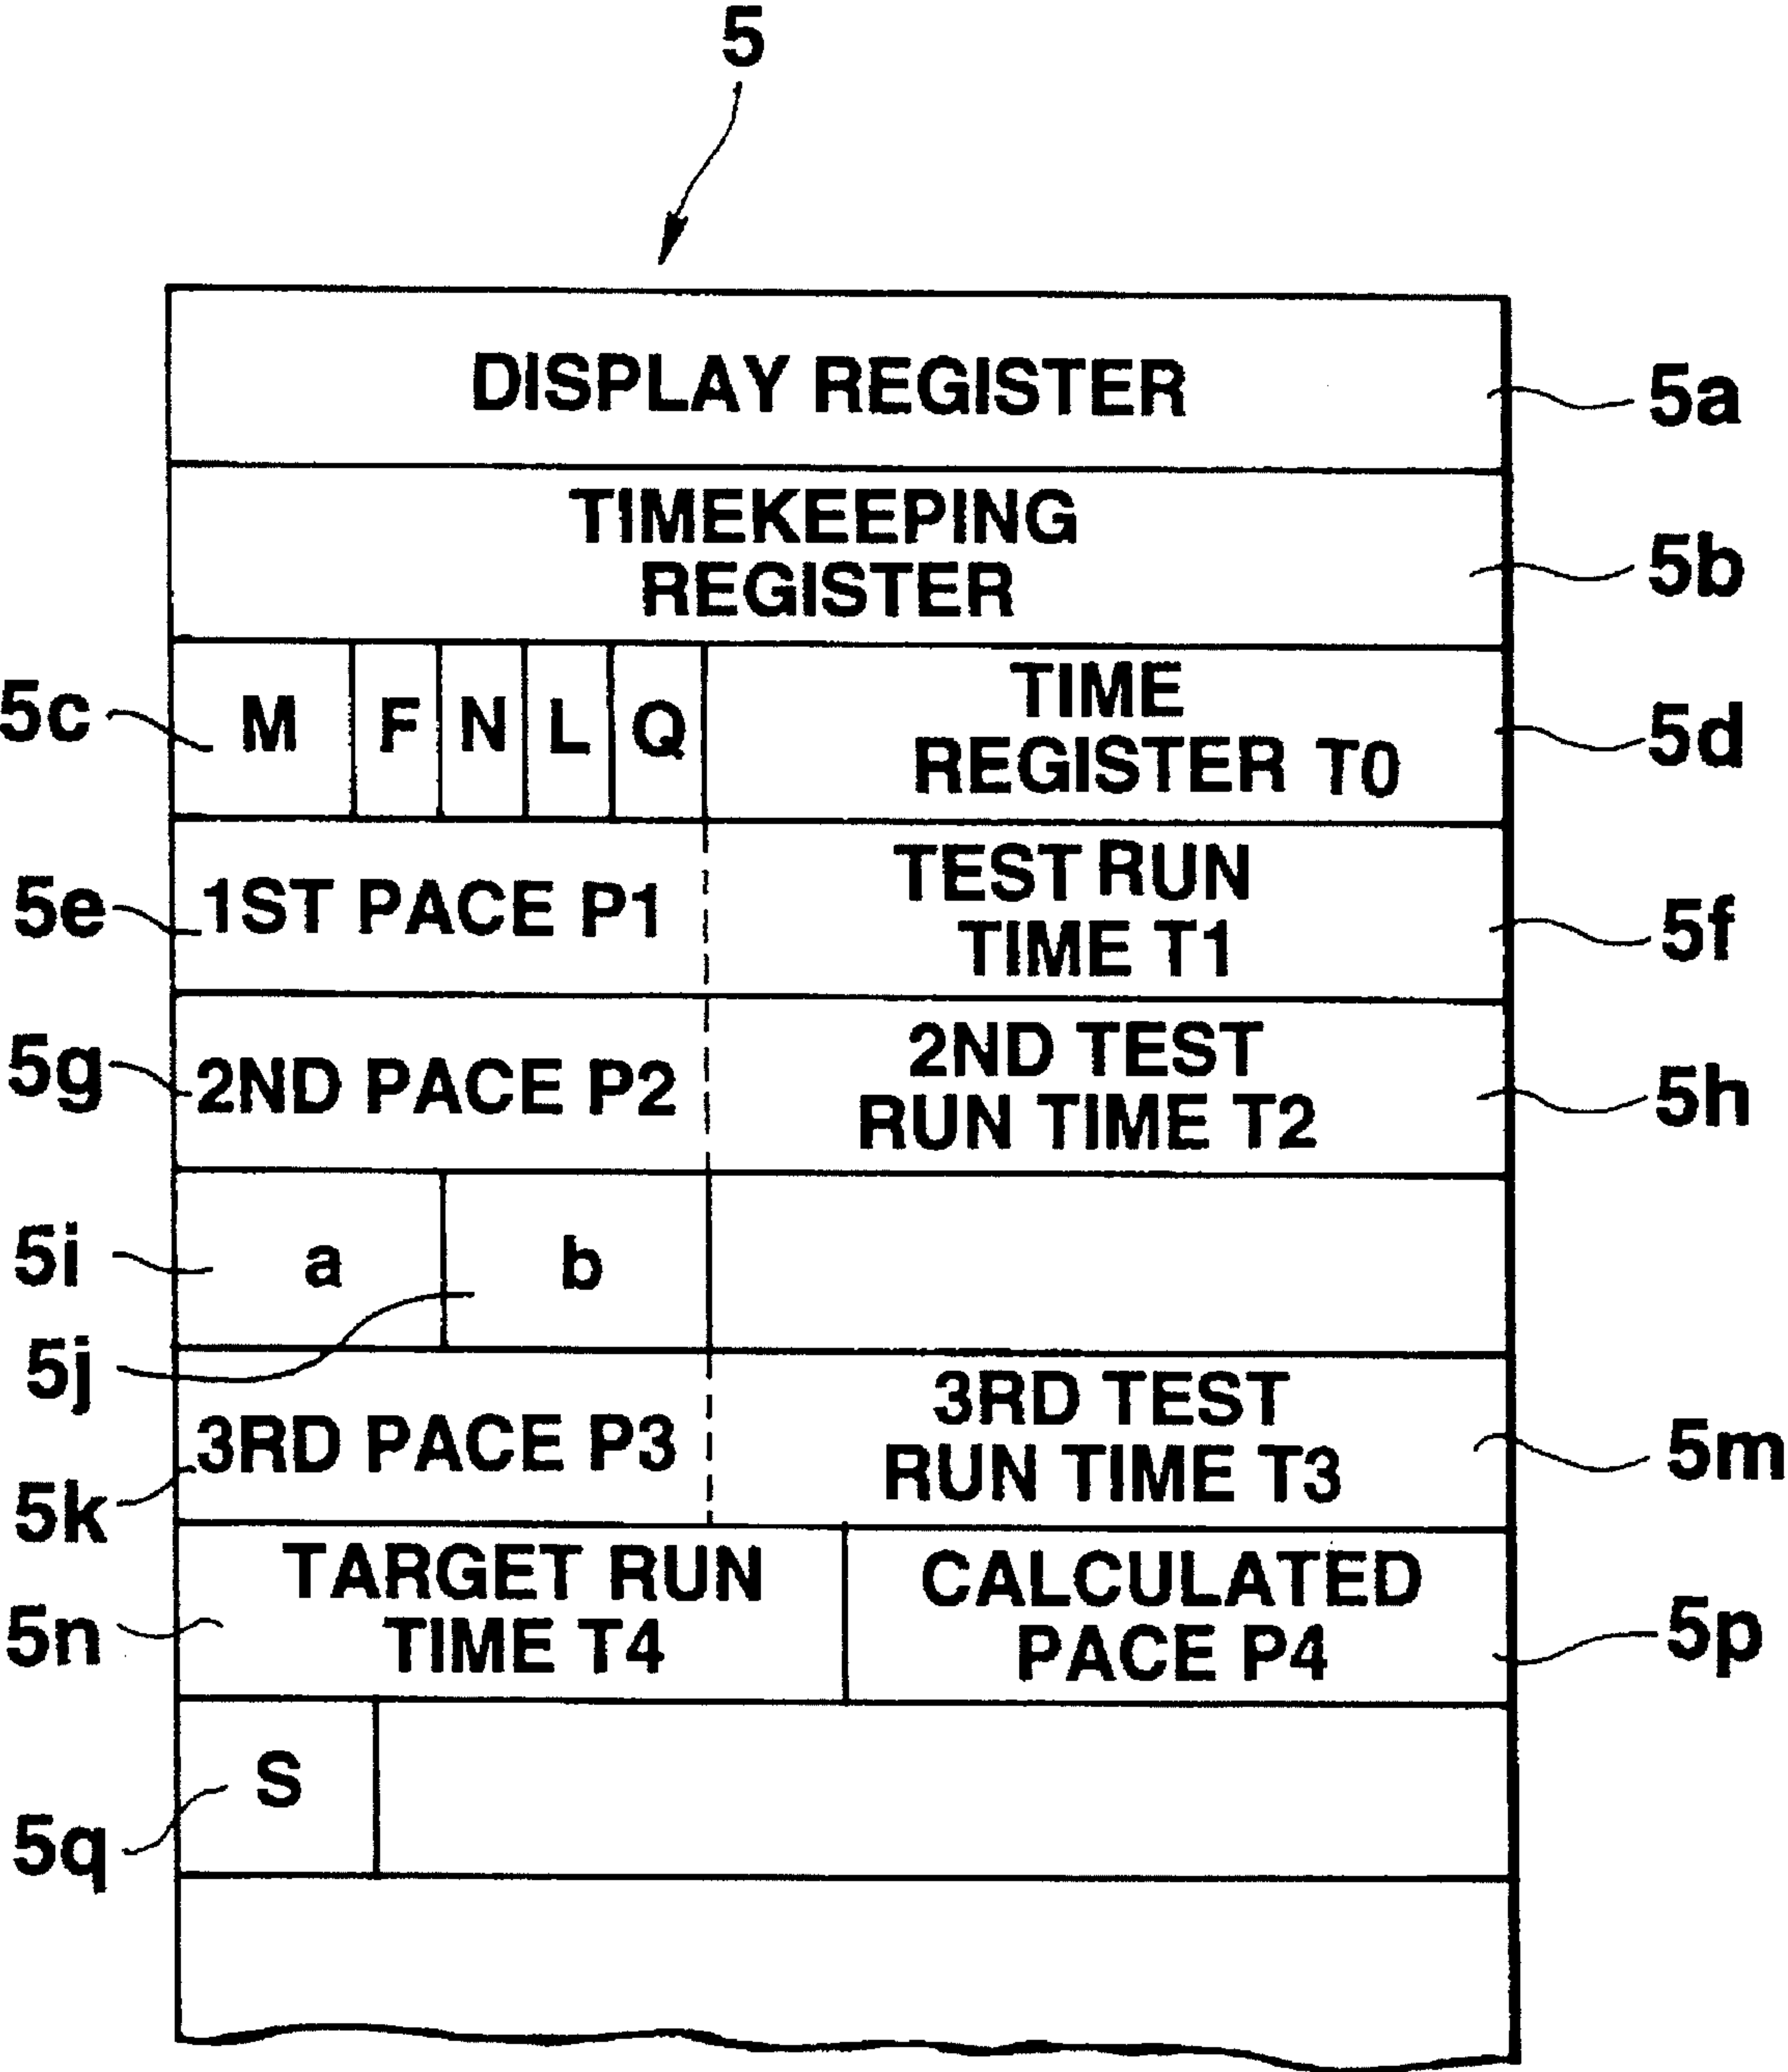 5
DISPLAY REGISTER
5a
TIMEKEEPING
REGISTER
5b
5c
M F N L Q
TIME
REGISTER T0
5d
5e
1ST PACE P1
TEST RUN
TIME T1
5f
5g
2ND PACE P2
2ND TEST
RUN TIME T2
5h
5i
a
b
5j
3RD PACE P3
5k
3RD TEST
RUN TIME T3
5m
TARGET RUN
TIME T4
5n
CALCULATED
PACE P4
5p
S
5q